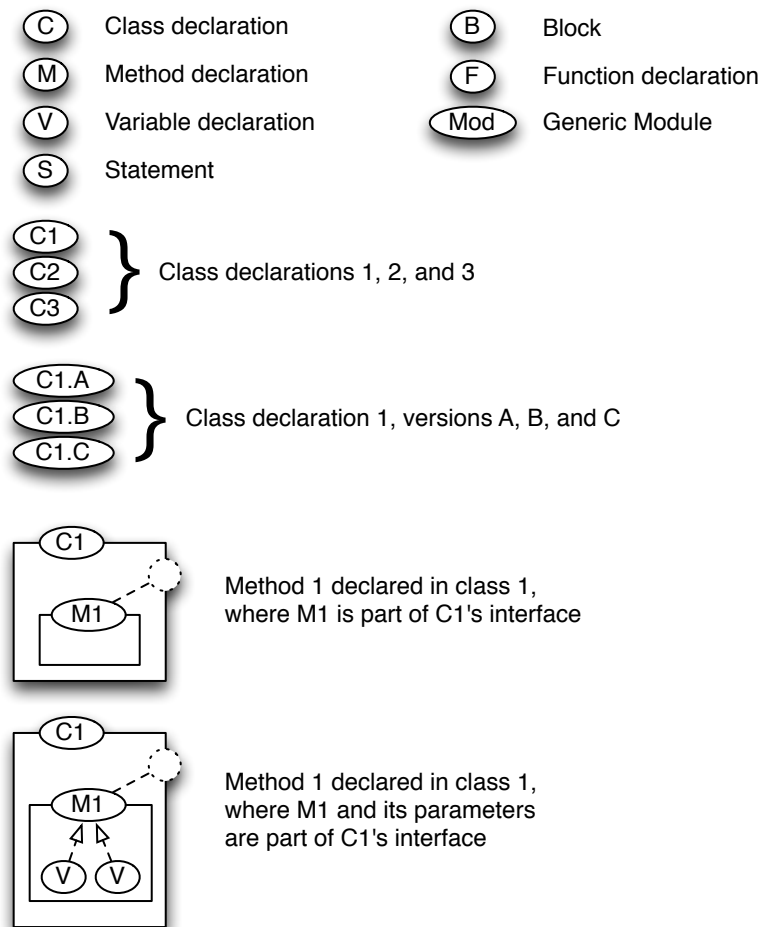 C Class declaration
B Block
M Method declaration
F Function declaration
V Variable declaration
Mod Generic Module
S Statement
C1
C2
C3
} Class declarations 1, 2, and 3
C1.A
C1.B
C1.C
} Class declaration 1, versions A, B, and C
C1
M1
Method 1 declared in class 1,
where M1 is part of C1's interface
C1
M1
V V
Method 1 declared in class 1,
where M1 and its parameters
are part of C1's interface